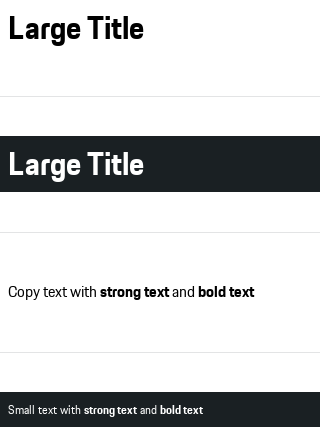 Large Title
Large Title
Copy text with strong text and bold text
Small text with strong text and bold text